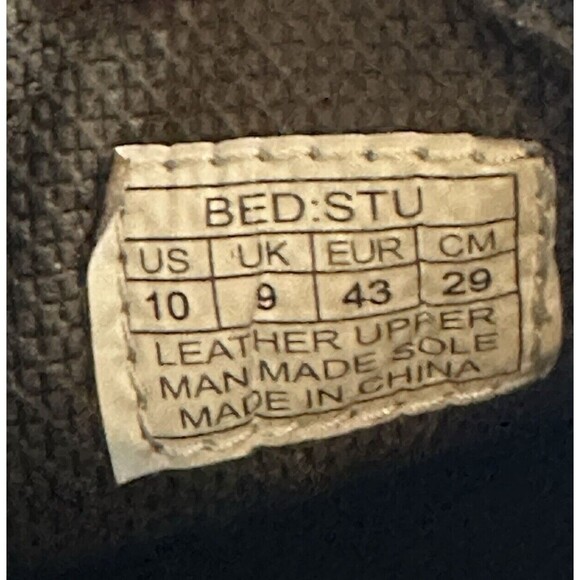 BED:STU
US UK EUR CM
10 9 43 29
LEATHER UPPER
MAN MADE SOLE
MADE IN CHINA